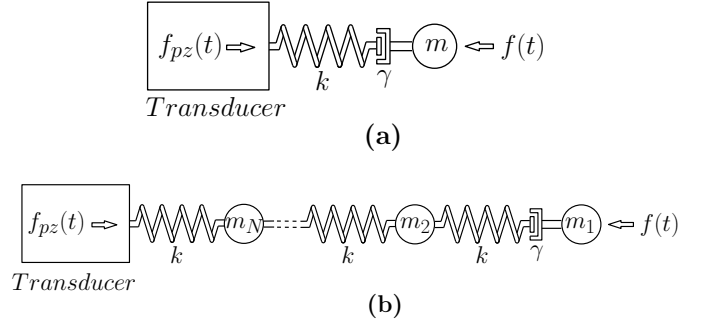 f_{pz}(t) m f(t)
k γ
Transducer
(a)
f_{pz}(t) m_N m_2 m_1 f(t)
k k k γ
Transducer
(b)